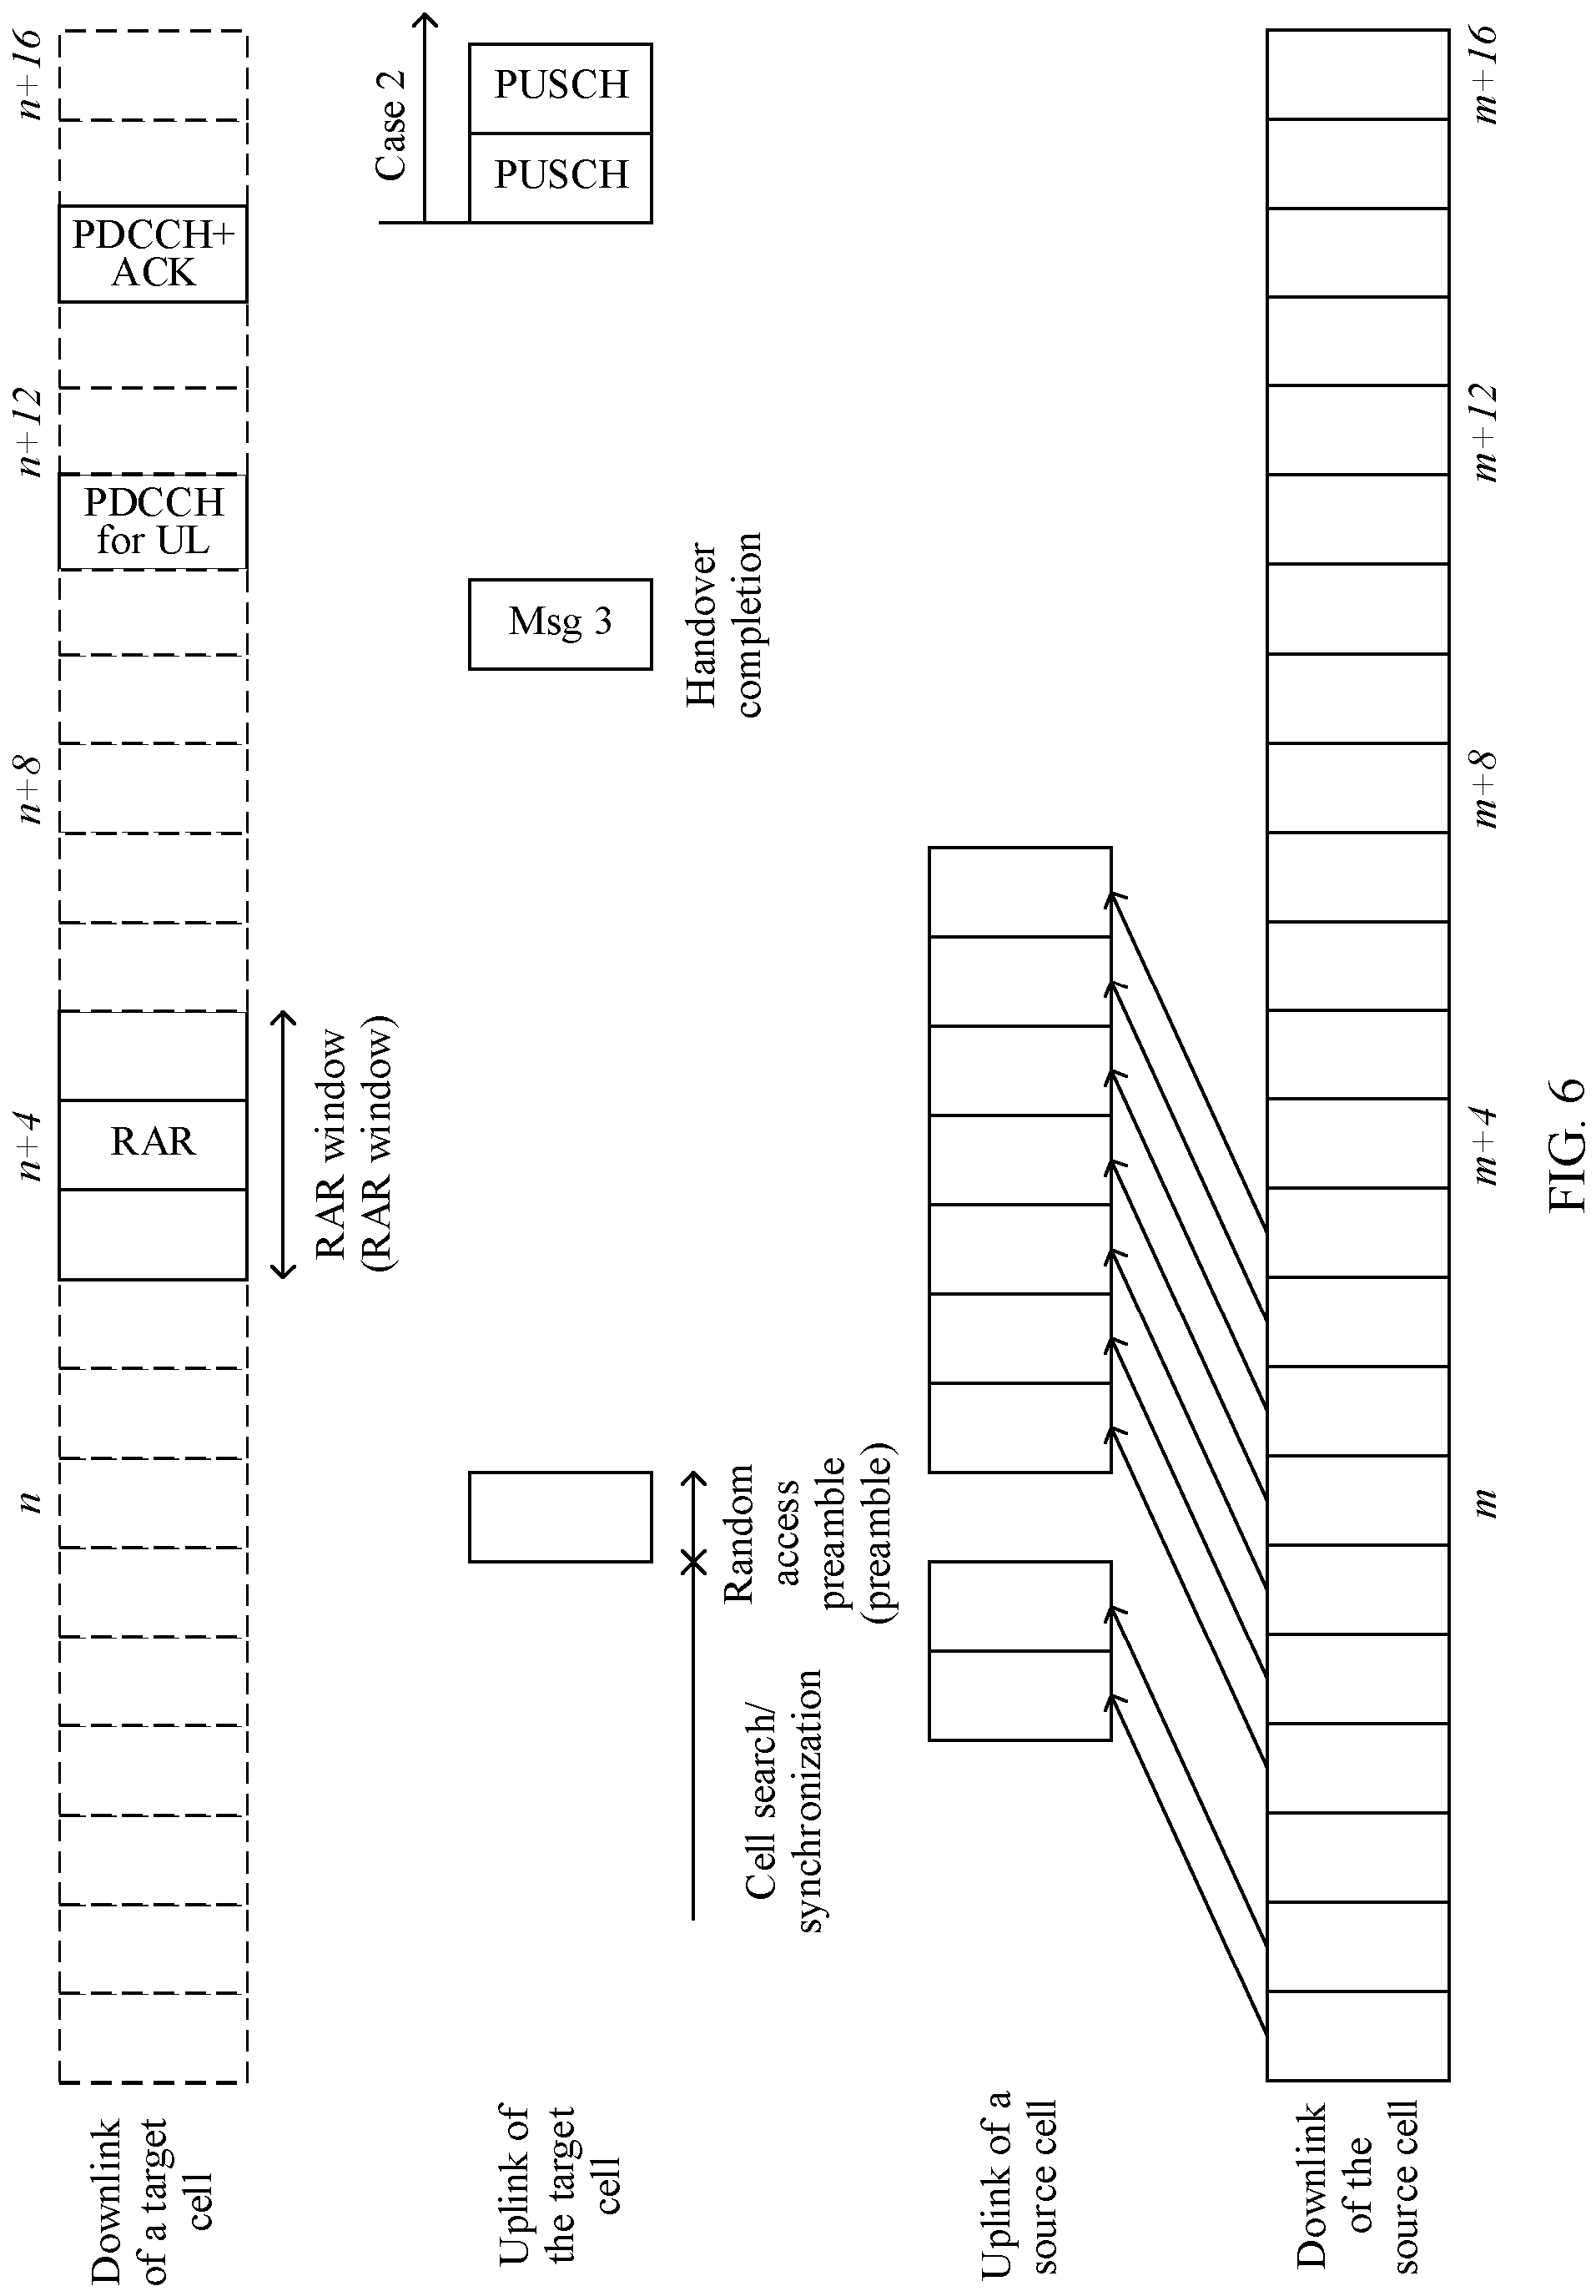 Downlink
of a target
cell
n
n+4
n+8
n+12
n+16
RAR
PDCCH
for UL
PDCCH+
ACK
RAR window
(RAR window)
Case 2
Uplink of
the target
cell
Msg 3
PUSCH
PUSCH
Cell search/
synchronization
Random
access
preamble
(preamble)
Handover
completion
Uplink of a
source cell
Downlink
of the
source cell
m
m+4
m+8
m+12
m+16
FIG. 6